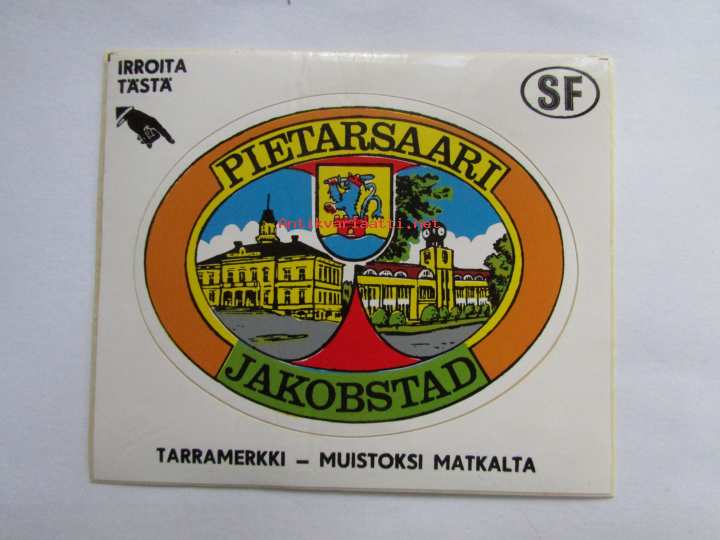 IRROITA
TÄSTÄ
SF
PIETARSAARI
Antikvariaatti.net
JAKOBSTAD
TARRAMERKKI – MUISTOKSI MATKALTA